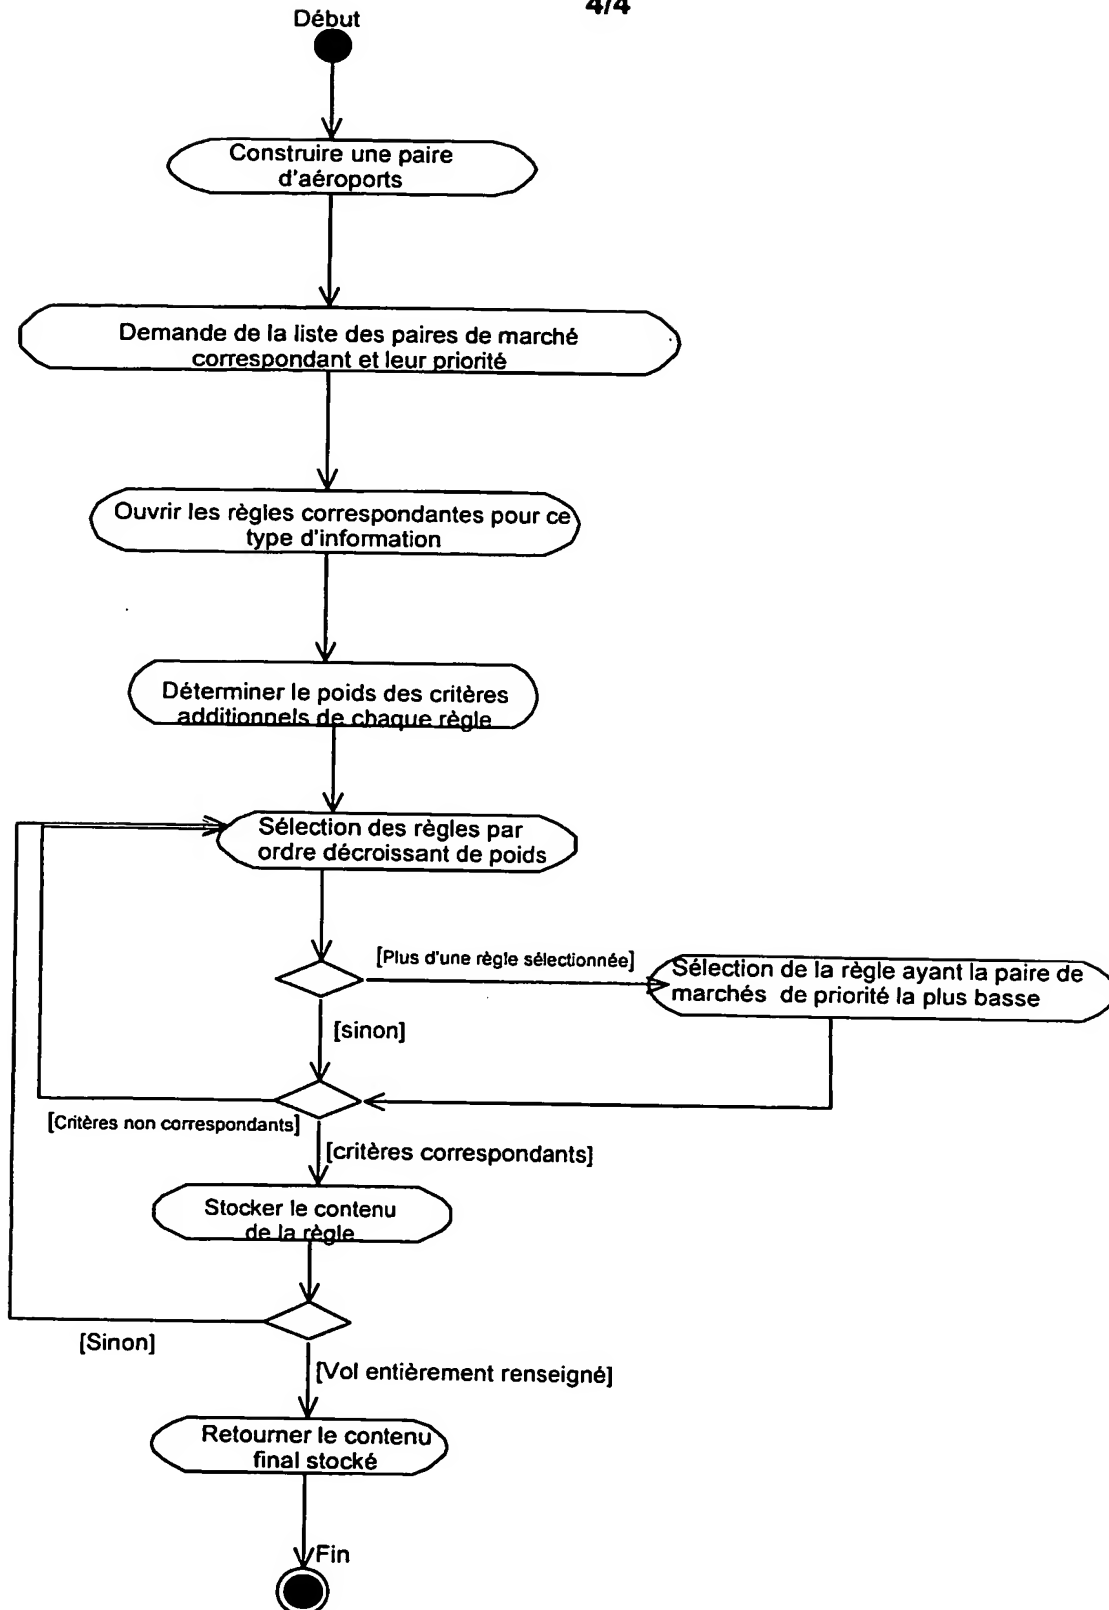 4/4
Début
Construire une paire
d'aéroports
Demande de la liste des paires de marché
correspondant et leur priorité
Ouvrir les règles correspondantes pour ce
type d'information
Déterminer le poids des critères
additionnels de chaque règle
Sélection des règles par
ordre décroissant de poids
[Plus d'une règle sélectionnée]
Sélection de la règle ayant la paire de
marchés de priorité la plus basse
[sinon]
[Critères non correspondants]
[critères correspondants]
Stocker le contenu
de la règle
[Sinon]
[Vol entièrement renseigné]
Retourner le contenu
final stocké
Fin